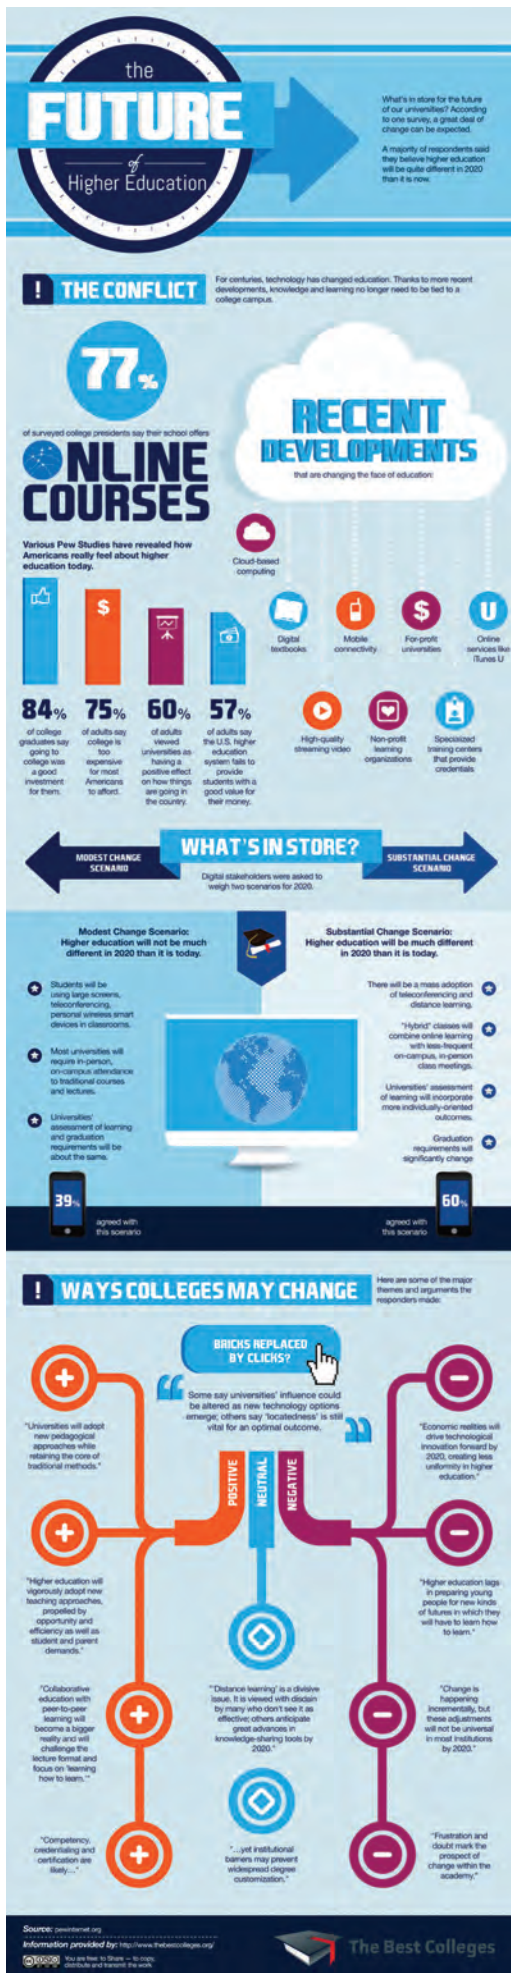 the
FUTURE
of
Higher Education
What's in store for the future
of our universities? According
to one survey, a great deal of
change can be expected.
A majority of respondents said
they believe higher education
will be quite different in 2020
than it is now.
! THE CONFLICT
For centuries, technology has changed education. Thanks to more recent
developments, knowledge and learning no longer need to be tied to a
college campus.
77%
of surveyed college presidents say their school offers
ONLINE
COURSES
RECENT
DEVELOPMENTS
that are changing the face of education:
Various Pew Studies have revealed how
Americans really feel about higher
education today.
Cloud-based
computing
Digital
textbooks
Mobile
connectivity
$
For-profit
universities
U
Online
services like
iTunes U
High-quality
streaming video
Non-profit
learning
organizations
Specialized
training centers
that provide
credentials
$
84%
of college
graduates say
going to
college was
a good
investment
for them.
75%
of adults say
college is
too
expensive
for most
Americans
to afford.
60%
of adults
viewed
universities as
having a
positive effect
on how things
are going in
the country.
57%
of adults say
the U.S. higher
education
system fails to
provide
students with a
good value for
their money.
MODEST CHANGE
SCENARIO
WHAT'S IN STORE?
Digital stakeholders were asked to
weigh two scenarios for 2020.
SUBSTANTIAL CHANGE
SCENARIO
Modest Change Scenario:
Higher education will not be much
different in 2020 than it is today.
Students will be
using large screens,
teleconferencing,
personal wireless smart
devices in classrooms.
Most universities will
require in-person,
on-campus attendance
to traditional courses
and lectures.
Universities'
assessment of learning
and graduation
requirements will be
about the same.
39%
agreed with
this scenario
Substantial Change Scenario:
Higher education will be much different
in 2020 than it is today.
There will be a mass adoption
of teleconferencing and
distance learning.
"Hybrid" classes will
combine online learning
with less-frequent
on-campus, in-person
class meetings.
Universities' assessment
of learning will incorporate
more individually-oriented
outcomes.
Graduation
requirements will
significantly change
60%
agreed with
this scenario
! WAYS COLLEGES MAY CHANGE
Here are some of the major
themes and arguments the
responders made:
BRICKS REPLACED
BY CLICKS?
Some say universities' influence could
be altered as new technology options
emerge; others say 'locatedness' is still
vital for an optimal outcome.
POSITIVE
NEUTRAL
NEGATIVE
"Universities will adopt
new pedagogical
approaches while
retaining the core of
traditional methods."
"Higher education will
vigorously adopt new
teaching approaches,
propelled by
opportunity and
efficiency as well as
student and parent
demands."
"Collaborative
education with
peer-to-peer
learning will
become a bigger
reality and will
challenge the
lecture format and
focus on 'learning
how to learn.'"
"Competency,
credentialing and
certification are
likely..."
"'Distance learning' is a divisive
issue. It is viewed with disdain
by many who don't see it as
effective; others anticipate
great advances in
knowledge-sharing tools by
2020."
"...yet institutional
barriers may prevent
widespread degree
customization."
"Economic realities will
drive technological
innovation forward by
2020, creating less
uniformity in higher
education."
"Higher education lags
in preparing young
people for new kinds
of futures in which they
will have to learn how
to learn."
"Change is
happening
incrementally, but
these adjustments
will not be universal
in most institutions
by 2020."
"Frustration and
doubt mark the
prospect of
change within the
academy."
Source: pewinternet.org
Information provided by: http://www.thebestcolleges.org/
You are free to Share — to copy,
distribute and transmit the work
The Best Colleges